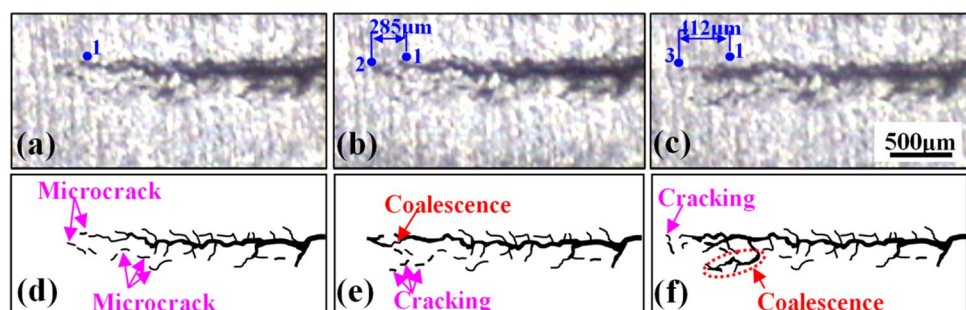 1
(a)
285μm
2
1
(b)
412μm
3
1
(c)
500μm
Microcrack
Microcrack
(d)
Coalescence
Cracking
(e)
Cracking
Coalescence
(f)